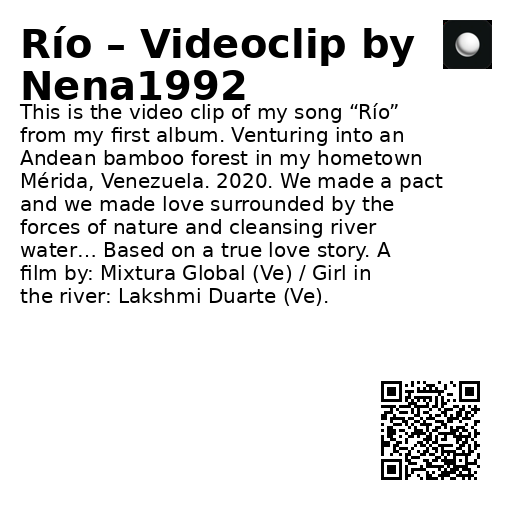 Río – Videoclip by
Nena1992
This is the video clip of my song “Río”
from my first album. Venturing into an
Andean bamboo forest in my hometown
Mérida, Venezuela. 2020. We made a pact
and we made love surrounded by the
forces of nature and cleansing river
water... Based on a true love story. A
film by: Mixtura Global (Ve) / Girl in
the river: Lakshmi Duarte (Ve).